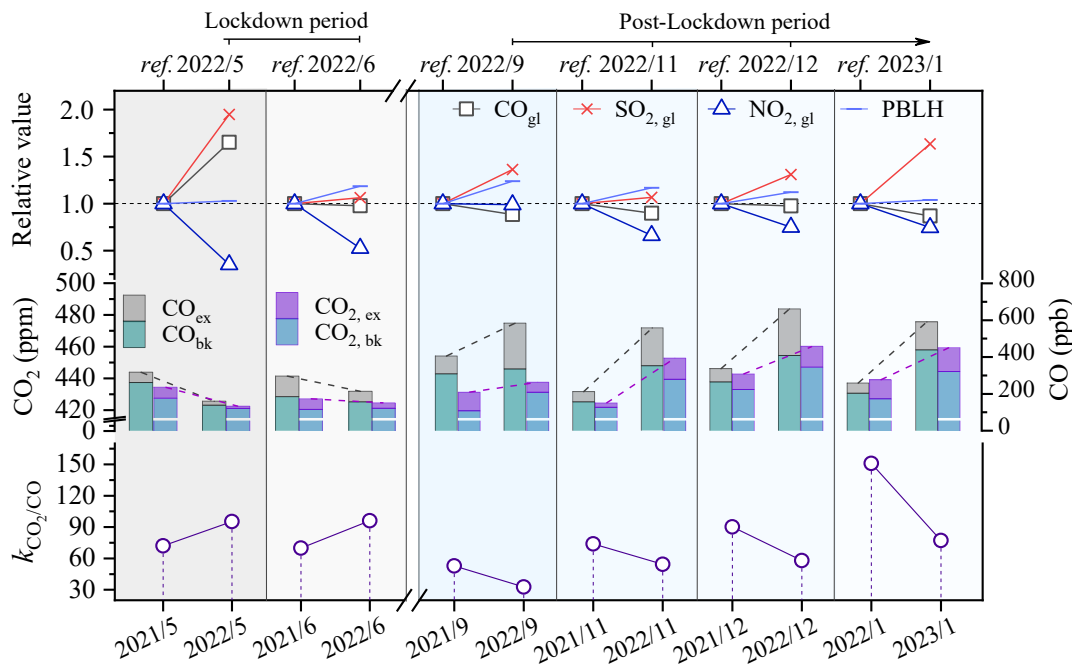 Lockdown period
Post-Lockdown period
ref. 2022/5
ref. 2022/6
ref. 2022/9
ref. 2022/11
ref. 2022/12
ref. 2023/1
Relative value
2.0
1.5
1.0
0.5
CO_gl
SO_2, gl
NO_2, gl
PBLH
CO_2 (ppm)
500
480
460
440
420
0
CO_ex
CO_bk
CO_2, ex
CO_2, bk
800
600
400
200
0
CO (ppb)
k_CO_2/CO
150
120
90
60
30
2021/5
2022/5
2021/6
2022/6
2021/9
2022/9
2021/11
2022/11
2021/12
2022/12
2022/1
2023/1